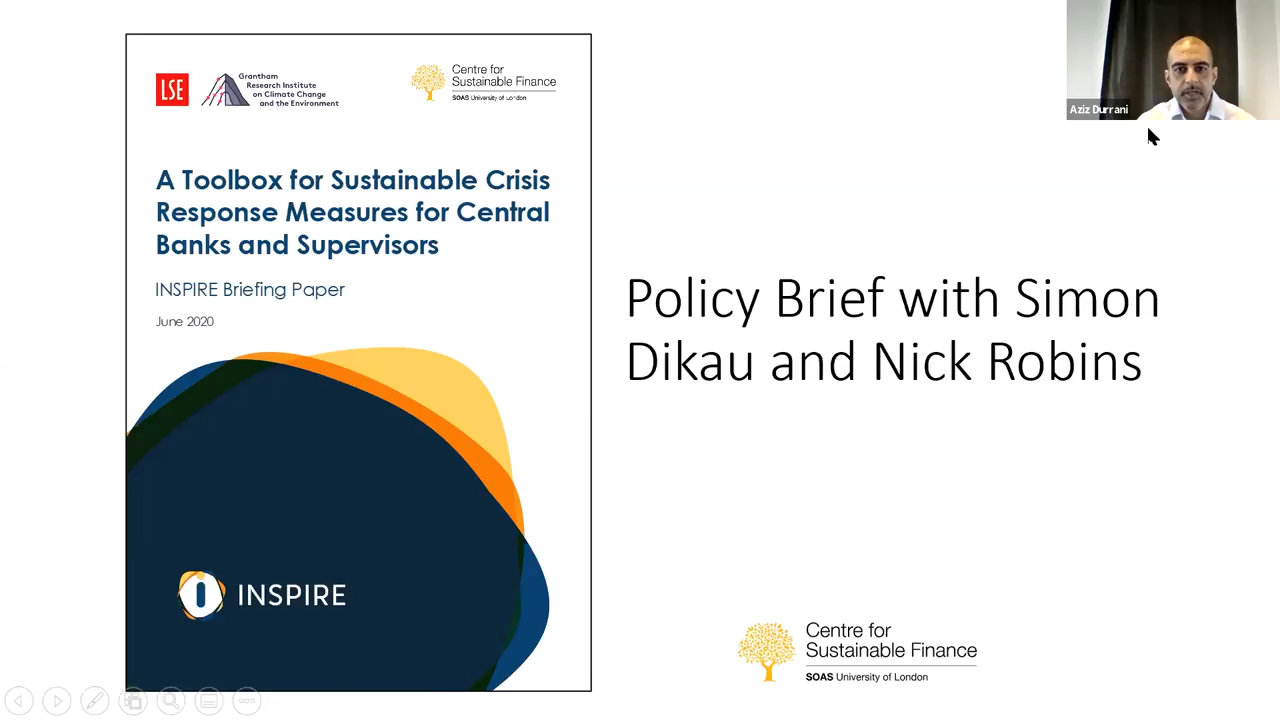 LSE
Grantham
Research Institute
on Climate Change
and the Environment
Centre for
Sustainable Finance
SOAS University of London
A Toolbox for Sustainable Crisis
Response Measures for Central
Banks and Supervisors
INSPIRE Briefing Paper
June 2020
INSPIRE
Policy Brief with Simon
Dikau and Nick Robins
Centre for
Sustainable Finance
SOAS University of London
Aziz Durrani